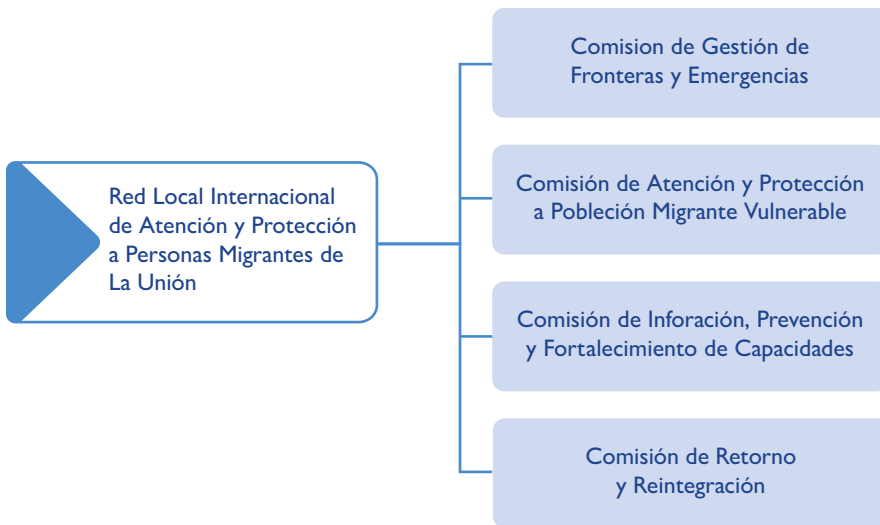 Comision de Gestión de
Fronteras y Emergencias
Red Local Internacional
de Atención y Protección
a Personas Migrantes de
La Unión
Comisión de Atención y Protección
a Pobleción Migrante Vulnerable
Comisión de Inforación, Prevención
y Fortalecimiento de Capacidades
Comisión de Retorno
y Reintegración